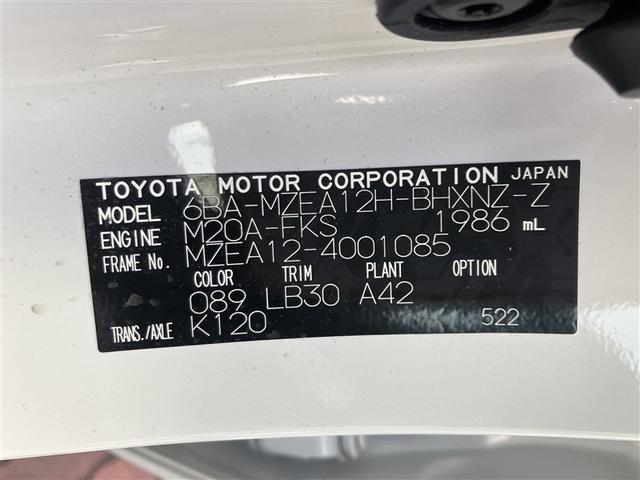 TOYOTA MOTOR CORPORATION JAPAN
MODEL 6BA-MZEA12H-BHXNZ-Z
ENGINE M20A-FKS 1986 mL
FRAME No. MZEA12-4001085
COLOR TRIM PLANT OPTION
089 LB30 A42
TRANS./AXLE K120 522